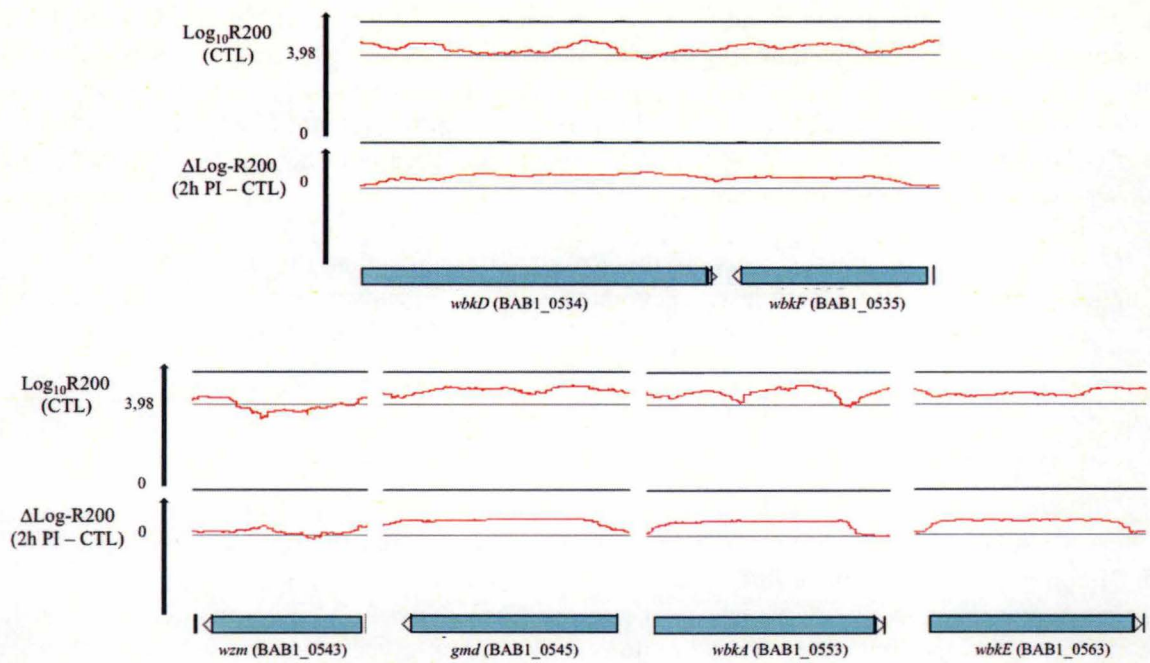 Log₁₀R200
(CTL)
3,98
0
ΔLog-R200
(2h PI – CTL)
0
wbkD (BAB1_0534)
wbkF (BAB1_0535)
Log₁₀R200
(CTL)
3,98
0
ΔLog-R200
(2h PI – CTL)
0
wzm (BAB1_0543)
gmd (BAB1_0545)
wbkA (BAB1_0553)
wbkE (BAB1_0563)